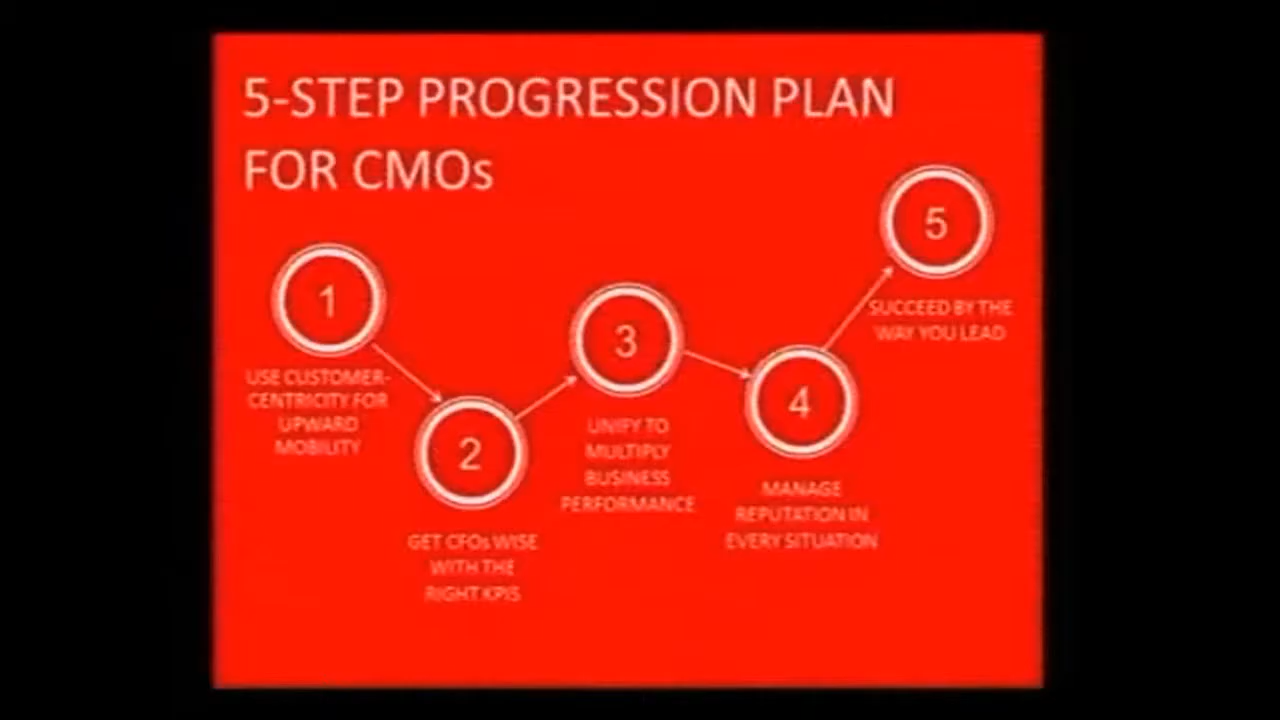 5-STEP PROGRESSION PLAN
FOR CMOs
1
USE CUSTOMER-
CENTRICITY FOR
UPWARD
MOBILITY
2
GET CFOs WISE
WITH THE
RIGHT KPIS
3
UNIFY TO
MULTIPLY
BUSINESS
PERFORMANCE
4
MANAGE
REPUTATION IN
EVERY SITUATION
5
SUCCEED BY THE
WAY YOU LEAD